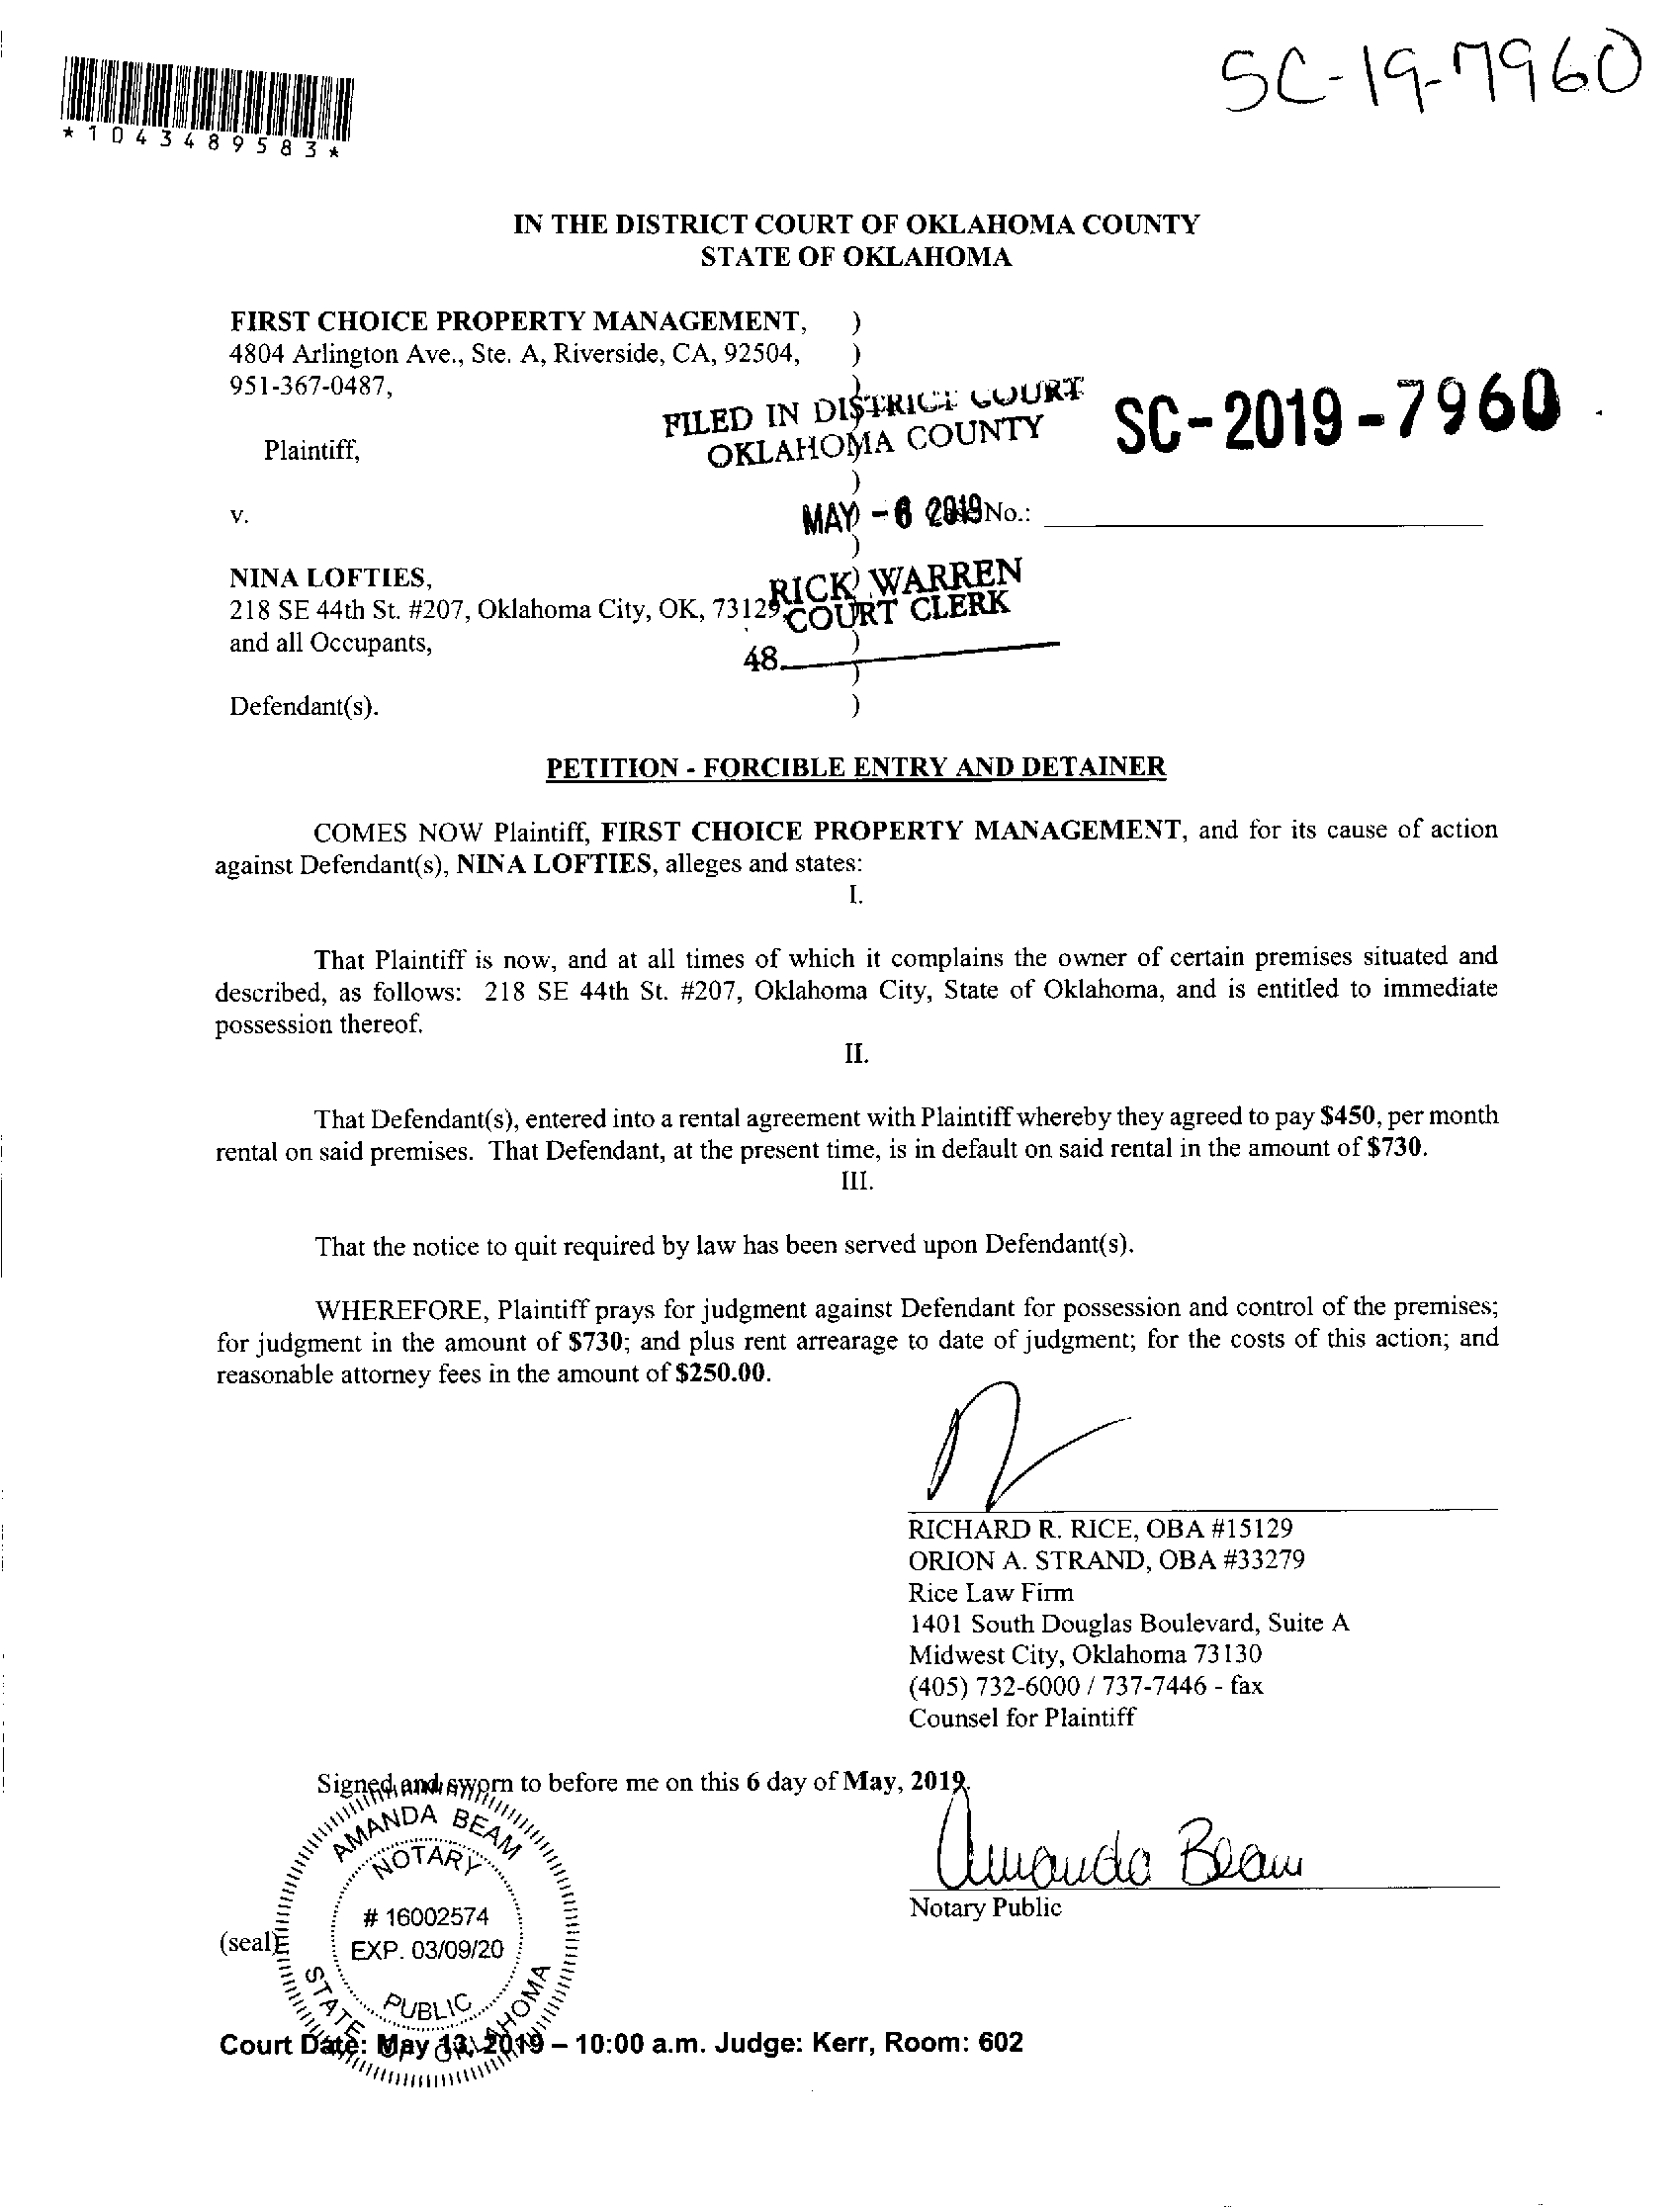 SC-19-7960
*1043489583*
IN THE DISTRICT COURT OF OKLAHOMA COUNTY
STATE OF OKLAHOMA
FIRST CHOICE PROPERTY MANAGEMENT, )
4804 Arlington Ave., Ste. A, Riverside, CA, 92504, )
951-367-0487, )
FILED IN DISTRICT COURT
OKLAHOMA COUNTY
SC-2019-7960
Plaintiff, )
)
v. MAY -6 2019 No.:
)
NINA LOFTIES, )
RICK WARREN
218 SE 44th St. #207, Oklahoma City, OK, 73129,
COURT CLERK
and all Occupants, )
48
)
Defendant(s). )
PETITION - FORCIBLE ENTRY AND DETAINER
COMES NOW Plaintiff, FIRST CHOICE PROPERTY MANAGEMENT, and for its cause of action
against Defendant(s), NINA LOFTIES, alleges and states:
I.
That Plaintiff is now, and at all times of which it complains the owner of certain premises situated and
described, as follows: 218 SE 44th St. #207, Oklahoma City, State of Oklahoma, and is entitled to immediate
possession thereof.
II.
That Defendant(s), entered into a rental agreement with Plaintiff whereby they agreed to pay $450, per month
rental on said premises. That Defendant, at the present time, is in default on said rental in the amount of $730.
III.
That the notice to quit required by law has been served upon Defendant(s).
WHEREFORE, Plaintiff prays for judgment against Defendant for possession and control of the premises;
for judgment in the amount of $730; and plus rent arrearage to date of judgment; for the costs of this action; and
reasonable attorney fees in the amount of $250.00.
RICHARD R. RICE, OBA #15129
ORION A. STRAND, OBA #33279
Rice Law Firm
1401 South Douglas Boulevard, Suite A
Midwest City, Oklahoma 73130
(405) 732-6000 / 737-7446 - fax
Counsel for Plaintiff
Signed and sworn to before me on this 6 day of May, 2019.
Amanda Beam
Notary Public
AMANDA BEAM
NOTARY
# 16002574
(seal)
EXP. 03/09/20
PUBLIC
STATE OF OKLAHOMA
Court Date: May 13, 2019 – 10:00 a.m. Judge: Kerr, Room: 602